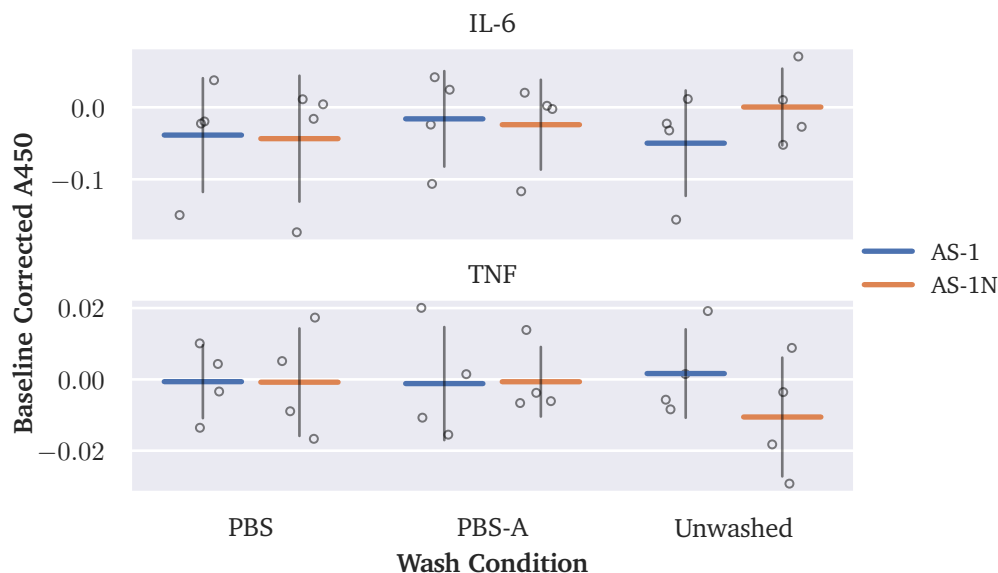 IL-6
0.0
−0.1
Baseline Corrected A450
AS-1
AS-1N
TNF
0.02
0.00
−0.02
PBS
PBS-A
Unwashed
Wash Condition